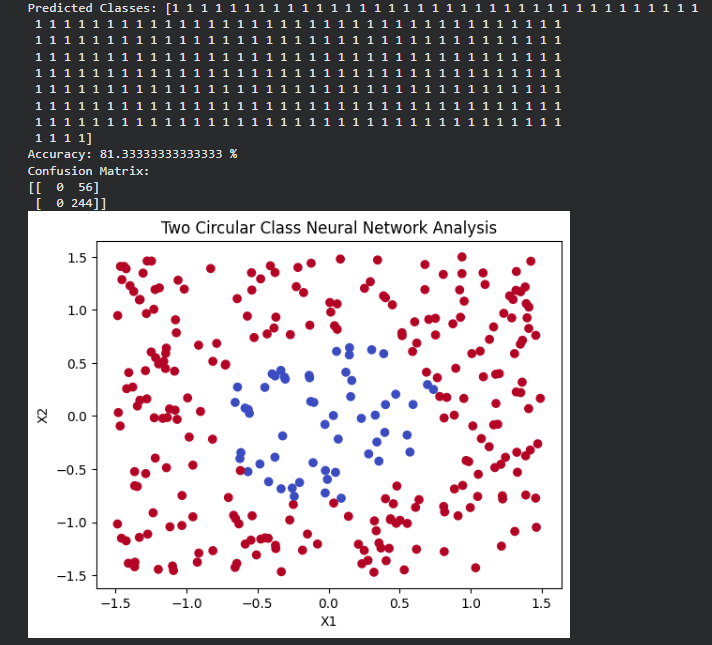 Predicted Classes: [1 1 1 1 1 1 1 1 1 1 1 1 1 1 1 1 1 1 1 1 1 1 1 1 1 1 1 1 1 1 1 1 1 1 1 1 1
1 1 1 1 1 1 1 1 1 1 1 1 1 1 1 1 1 1 1 1 1 1 1 1 1 1 1 1 1 1 1 1 1 1 1 1 1
1 1 1 1 1 1 1 1 1 1 1 1 1 1 1 1 1 1 1 1 1 1 1 1 1 1 1 1 1 1 1 1 1 1 1 1 1
1 1 1 1 1 1 1 1 1 1 1 1 1 1 1 1 1 1 1 1 1 1 1 1 1 1 1 1 1 1 1 1 1 1 1 1 1
1 1 1 1 1 1 1 1 1 1 1 1 1 1 1 1 1 1 1 1 1 1 1 1 1 1 1 1 1 1 1 1 1 1 1 1 1
1 1 1 1 1 1 1 1 1 1 1 1 1 1 1 1 1 1 1 1 1 1 1 1 1 1 1 1 1 1 1 1 1 1 1 1 1
1 1 1 1 1 1 1 1 1 1 1 1 1 1 1 1 1 1 1 1 1 1 1 1 1 1 1 1 1 1 1 1 1 1 1 1 1
1 1 1 1 1 1 1 1 1 1 1 1 1 1 1 1 1 1 1 1 1 1 1 1 1 1 1 1 1 1 1 1 1 1 1 1 1
1 1 1 1]
Accuracy: 81.33333333333333 %
Confusion Matrix:
[[  0  56]
 [  0 244]]
Two Circular Class Neural Network Analysis
1.5
1.0
0.5
0.0
−0.5
−1.0
−1.5
X2
−1.5 −1.0 −0.5 0.0 0.5 1.0 1.5
X1